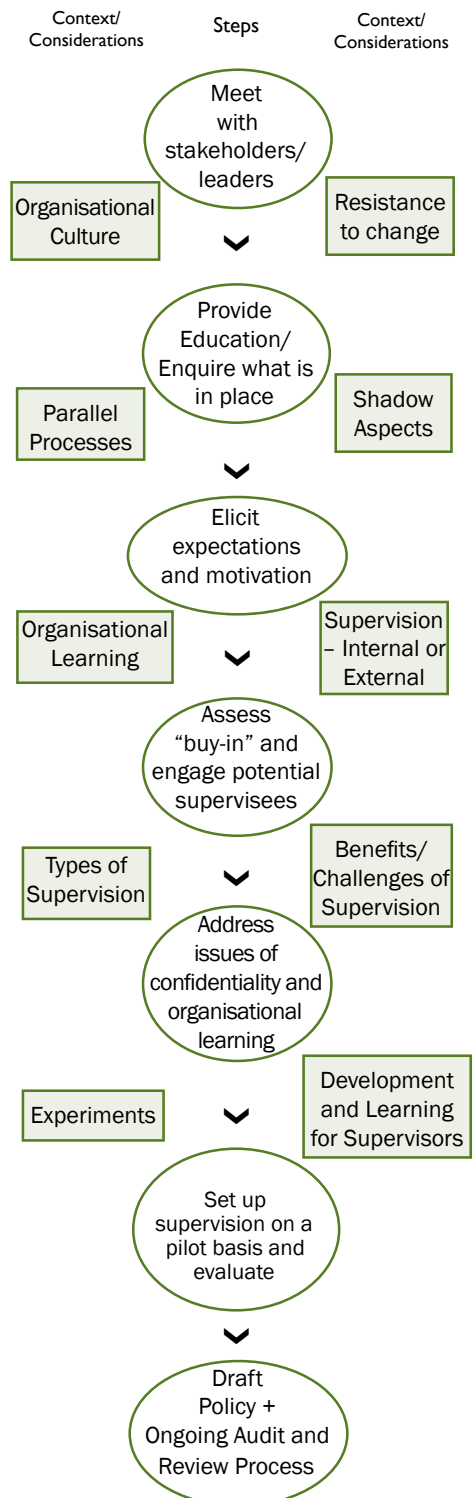 Context/
Considerations
Steps
Context/
Considerations
Meet
with
stakeholders/
leaders
Organisational
Culture
Resistance
to change
Provide
Education/
Enquire what is
in place
Parallel
Processes
Shadow
Aspects
Elicit
expectations
and motivation
Organisational
Learning
Supervision
– Internal or
External
Assess
“buy-in” and
engage potential
supervisees
Types of
Supervision
Benefits/
Challenges of
Supervision
Address
issues of
confidentiality and
organisational
learning
Experiments
Development
and Learning
for Supervisors
Set up
supervision on a
pilot basis and
evaluate
Draft
Policy +
Ongoing Audit and
Review Process